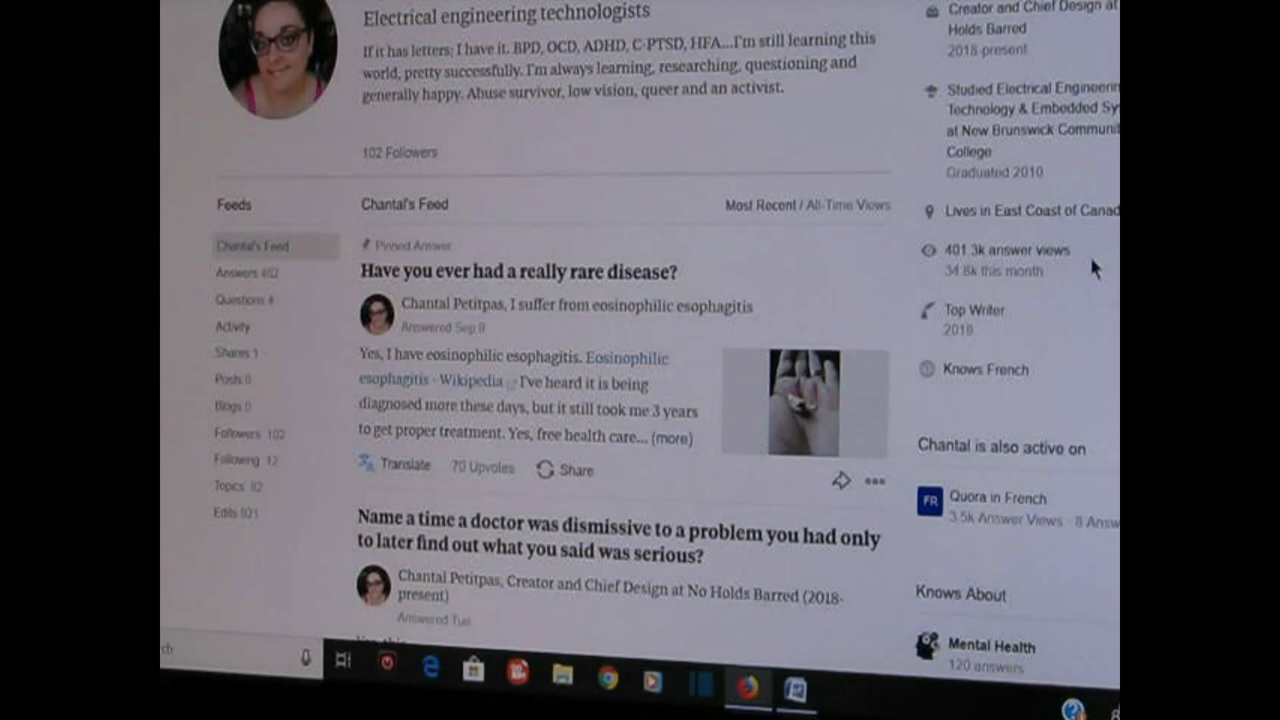 Electrical engineering technologists
If it has letters; I have it. BPD, OCD, ADHD, C-PTSD, HFA...I'm still learning this
world, pretty successfully. I'm always learning, researching, questioning and
generally happy. Abuse survivor, low vision, queer and an activist.
102 Followers
Feeds
Chantal's Feed
Answers
Questions 4
Activity
Shares 1
Posts 0
Blogs 0
Followers 102
Following 12
Topics
Edits
Chantal's Feed
Most Recent / All-Time Views
Pinned Answer
Have you ever had a really rare disease?
Chantal Petitpas, I suffer from eosinophilic esophagitis
Answered Sep
Yes, I have eosinophilic esophagitis. Eosinophilic
esophagitis - Wikipedia I've heard it is being
diagnosed more these days, but it still took me 3 years
to get proper treatment. Yes, free health care... (more)
Translate 70 Upvotes Share
Name a time a doctor was dismissive to a problem you had only
to later find out what you said was serious?
Chantal Petitpas, Creator and Chief Design at No Holds Barred (2018-
present)
Answered Tue
Creator and Chief Design at
Holds Barred
2018-present
Studied Electrical Engineerin
Technology & Embedded Sy
at New Brunswick Communi
College
Graduated 2010
Lives in East Coast of Canad
401.3k answer views
34.8k this month
Top Writer
2018
Knows French
Chantal is also active on
FR
Quora in French
3.5k Answer Views · 8 Answ
Knows About
Mental Health
120 answers
ch